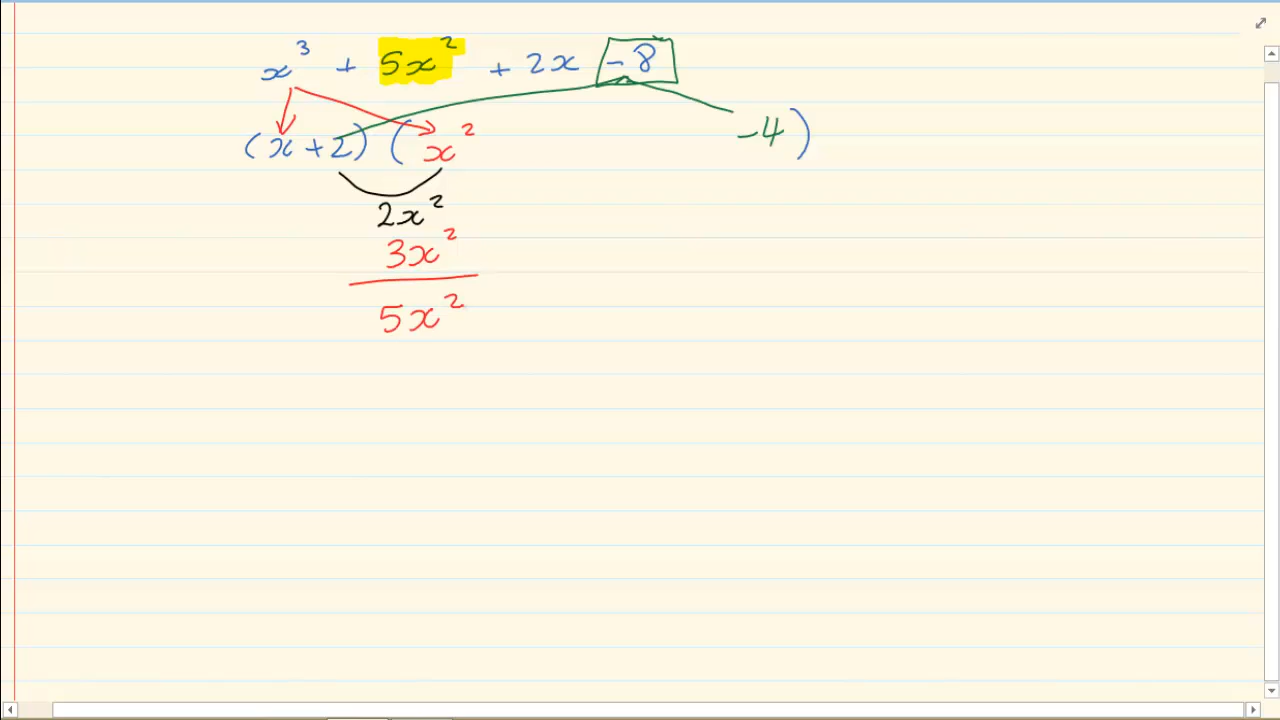 x³ + 5x² + 2x - 8
(x + 2) (x² - 4)
2x²
3x²
5x²